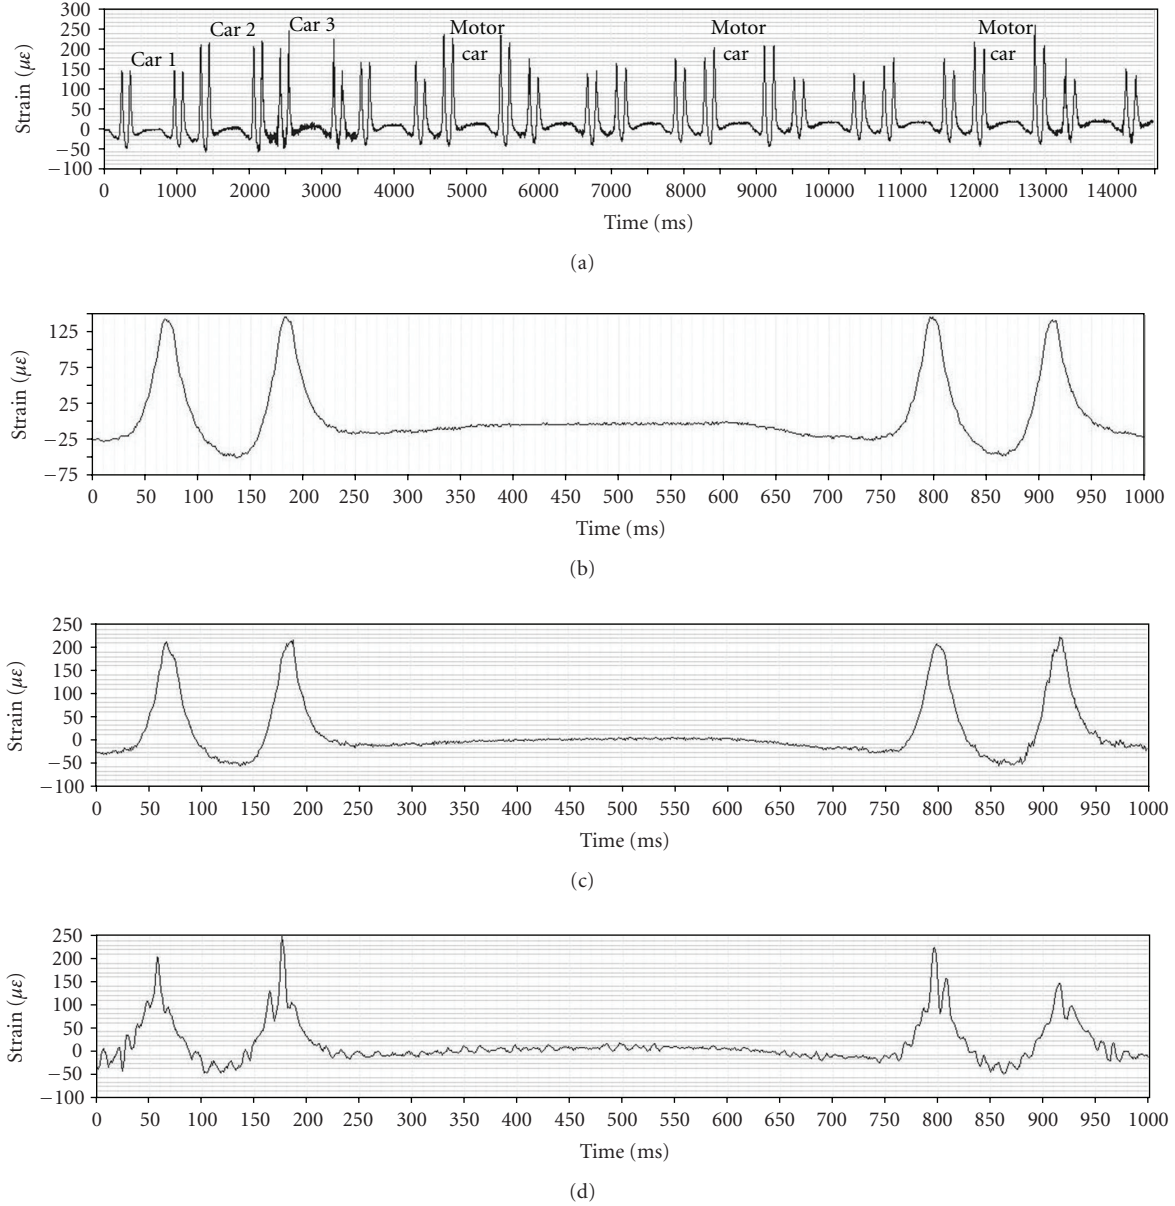 300
250
200
150
100
50
0
−50
−100
Strain (µε)
Car 1
Car 2
Car 3
Motor
car
Motor
car
Motor
car
0 1000 2000 3000 4000 5000 6000 7000 8000 9000 10000 11000 12000 13000 14000
Time (ms)
(a)
125
75
25
−25
−75
Strain (µε)
0 50 100 150 200 250 300 350 400 450 500 550 600 650 700 750 800 850 900 950 1000
Time (ms)
(b)
250
200
150
100
50
0
−50
−100
Strain (µε)
0 50 100 150 200 250 300 350 400 450 500 550 600 650 700 750 800 850 900 950 1000
Time (ms)
(c)
250
200
150
100
50
0
−50
−100
Strain (µε)
0 50 100 150 200 250 300 350 400 450 500 550 600 650 700 750 800 850 900 950 1000
Time (ms)
(d)